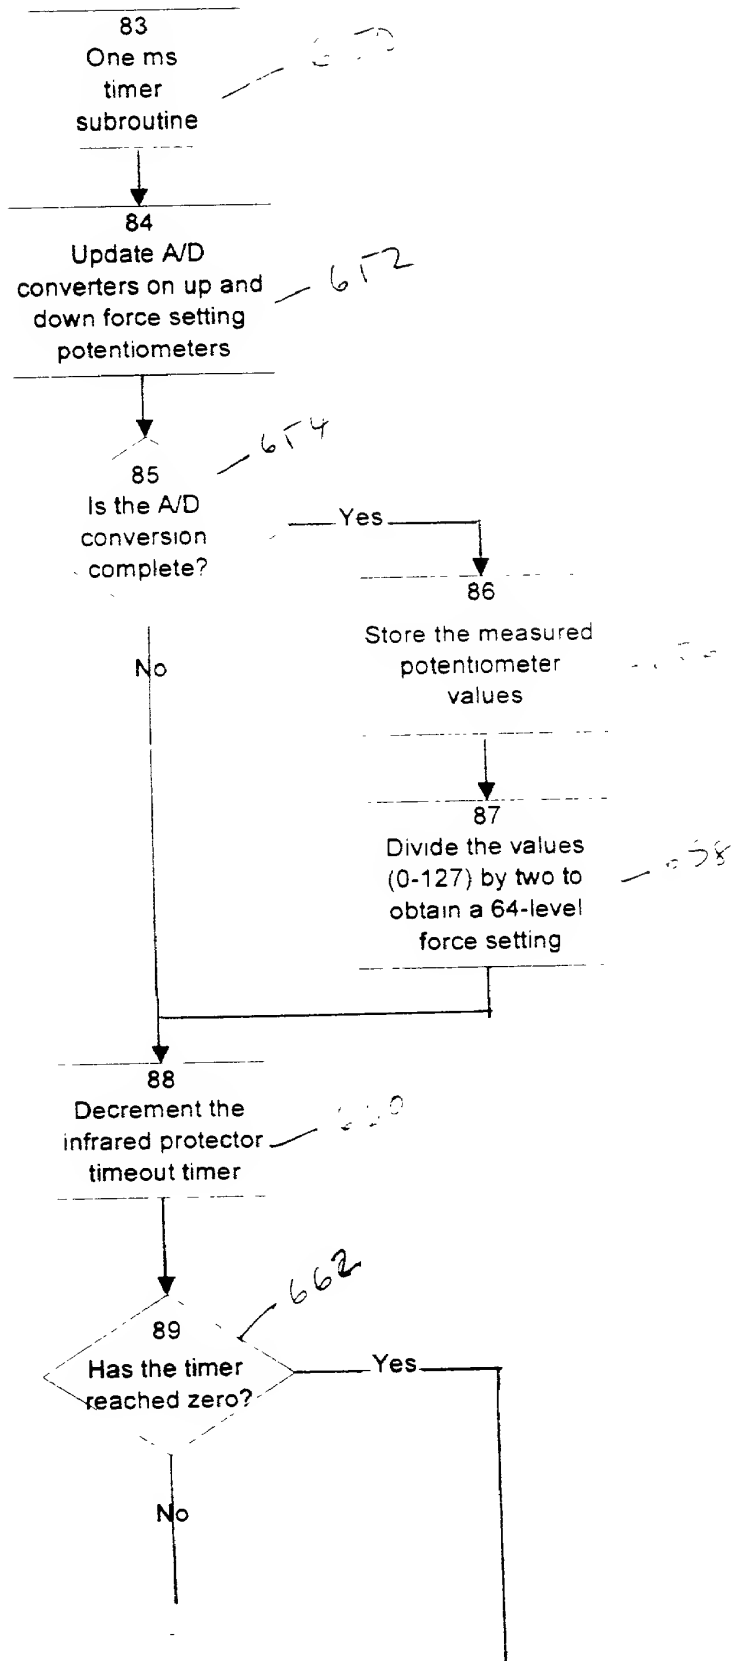 83
One ms
timer
subroutine
84
Update A/D
converters on up and
down force setting
potentiometers
652
85
Is the A/D
conversion
complete?
654
Yes
No
86
Store the measured
potentiometer
values
87
Divide the values
(0-127) by two to
obtain a 64-level
force setting
88
Decrement the
infrared protector
timeout timer
662
89
Has the timer
reached zero?
Yes
No